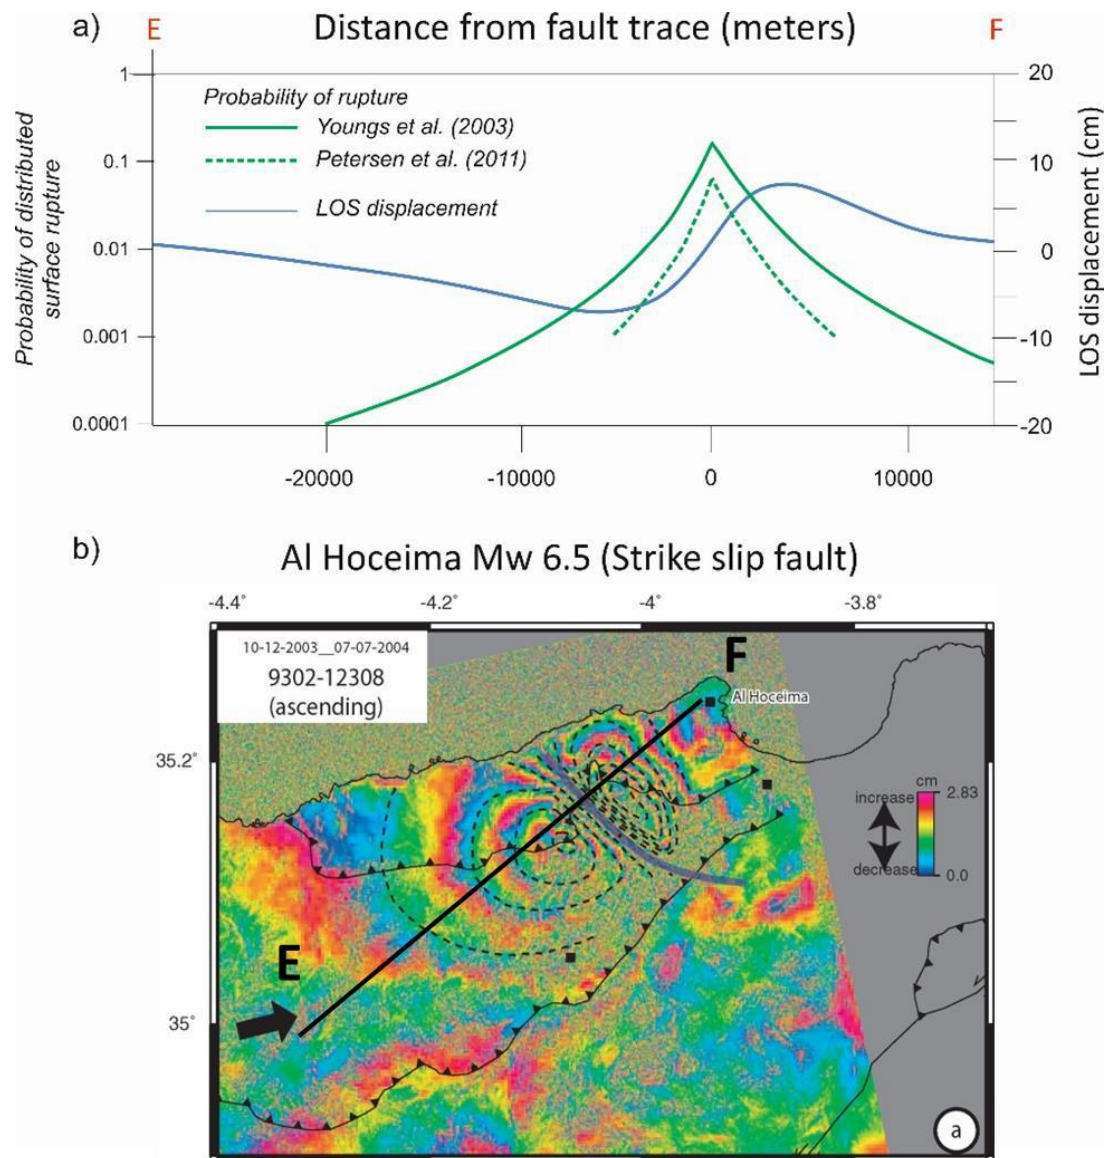 a)
E
Distance from fault trace (meters)
F
Probability of distributed
surface rupture
1
0.1
0.01
0.001
0.0001
Probability of rupture
Youngs et al. (2003)
Petersen et al. (2011)
LOS displacement
20
10
0
-10
-20
LOS displacement (cm)
-20000
-10000
0
10000
b)
Al Hoceima Mw 6.5 (Strike slip fault)
-4.4˚
-4.2˚
-4˚
-3.8˚
10-12-2003__07-07-2004
9302-12308
(ascending)
F
Al Hoceima
35.2˚
cm
increase
2.83
decrease
0.0
E
35˚
a